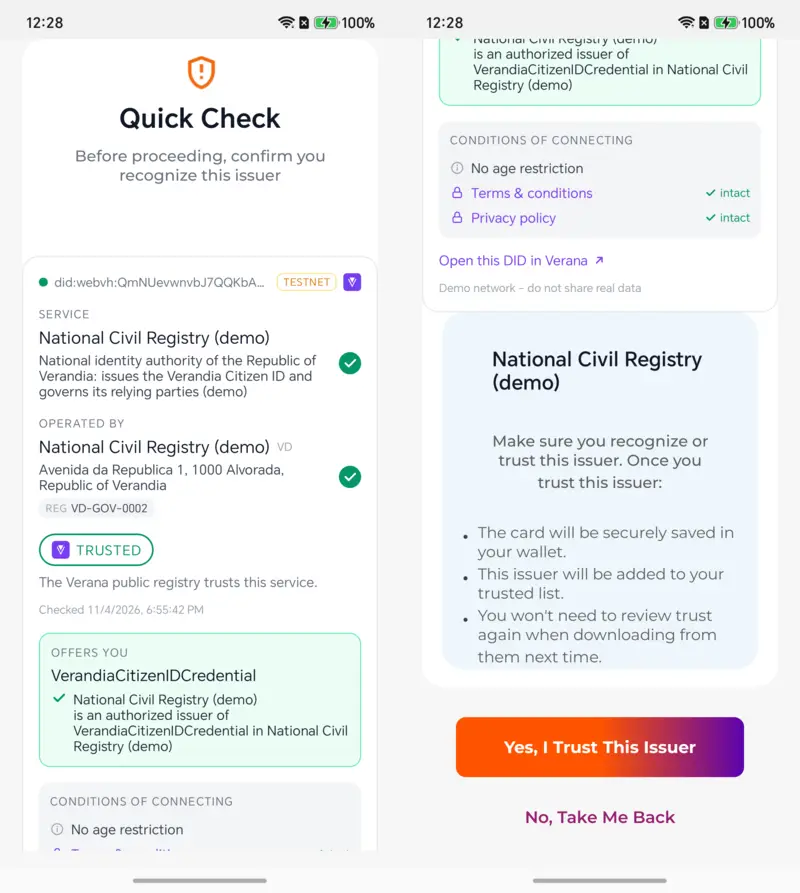 12:28
100%
Quick Check
Before proceeding, confirm you
recognize this issuer
did:webvh:QmNUevwnvbJ7QQKbA...
TESTNET
SERVICE
National Civil Registry (demo)
National identity authority of the Republic of
Verandia: issues the Verandia Citizen ID and
governs its relying parties (demo)
OPERATED BY
National Civil Registry (demo) VD
Avenida da Republica 1, 1000 Alvorada,
Republic of Verandia
REG VD-GOV-0002
TRUSTED
The Verana public registry trusts this service.
Checked 11/4/2026, 6:55:42 PM
OFFERS YOU
VerandiaCitizenIDCredential
National Civil Registry (demo)
is an authorized issuer of
VerandiaCitizenIDCredential in National Civil
Registry (demo)
CONDITIONS OF CONNECTING
No age restriction
12:28
100%
National Civil Registry (demo)
is an authorized issuer of
VerandiaCitizenIDCredential in National Civil
Registry (demo)
CONDITIONS OF CONNECTING
No age restriction
Terms & conditions
intact
Privacy policy
intact
Open this DID in Verana ↗
Demo network – do not share real data
National Civil Registry
(demo)
Make sure you recognize or
trust this issuer. Once you
trust this issuer:
• The card will be securely saved in
your wallet.
• This issuer will be added to your
trusted list.
• You won't need to review trust
again when downloading from
them next time.
Yes, I Trust This Issuer
No, Take Me Back